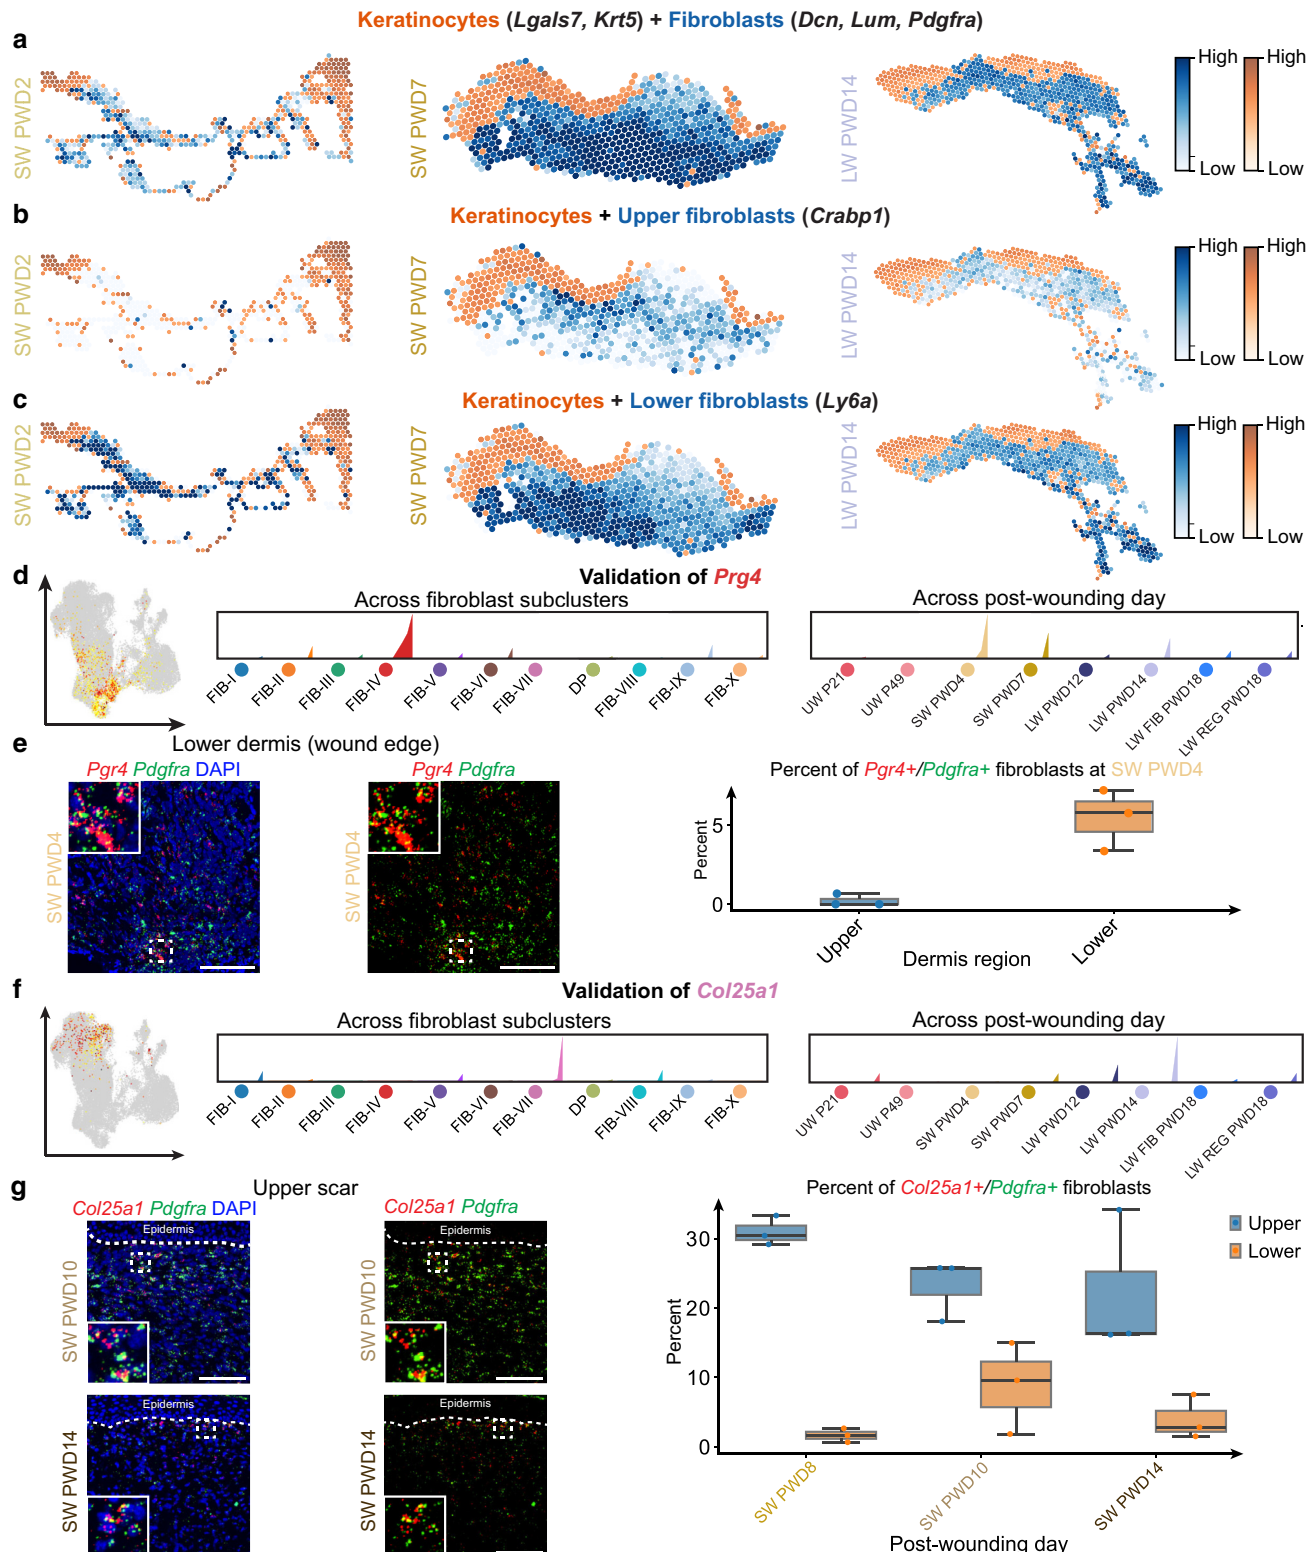 Keratinocytes (Lgals7, Krt5) + Fibroblasts (Dcn, Lum, Pdgfra)
a
SW PWD2
SW PWD7
LW PWD14
High
High
Low
Low
b
Keratinocytes + Upper fibroblasts (Crabp1)
SW PWD2
SW PWD7
LW PWD14
High
High
Low
Low
c
Keratinocytes + Lower fibroblasts (Ly6a)
SW PWD2
SW PWD7
LW PWD14
High
High
Low
Low
d
Validation of Prg4
Across fibroblast subclusters
FIB-I
FIB-II
FIB-III
FIB-IV
FIB-V
FIB-VI
FIB-VII
DP
FIB-VIII
FIB-IX
FIB-X
Across post-wounding day
UW P21
UW P49
SW PWD4
SW PWD7
LW PWD12
LW PWD14
LW FIB PWD18
LW REG PWD18
e
Lower dermis (wound edge)
Pgr4 Pdgfra DAPI
Pgr4 Pdgfra
SW PWD4
SW PWD4
Percent of Pgr4+/Pdgfra+ fibroblasts at SW PWD4
Percent
5
0
Upper
Lower
Dermis region
f
Validation of Col25a1
Across fibroblast subclusters
FIB-I
FIB-II
FIB-III
FIB-IV
FIB-V
FIB-VI
FIB-VII
DP
FIB-VIII
FIB-IX
FIB-X
Across post-wounding day
UW P21
UW P49
SW PWD4
SW PWD7
LW PWD12
LW PWD14
LW FIB PWD18
LW REG PWD18
g
Upper scar
Col25a1 Pdgfra DAPI
Col25a1 Pdgfra
SW PWD10
Epidermis
SW PWD10
Epidermis
SW PWD14
Epidermis
SW PWD14
Epidermis
Percent of Col25a1+/Pdgfra+ fibroblasts
Upper
Lower
Percent
30
20
10
0
SW PWD8
SW PWD10
SW PWD14
Post-wounding day